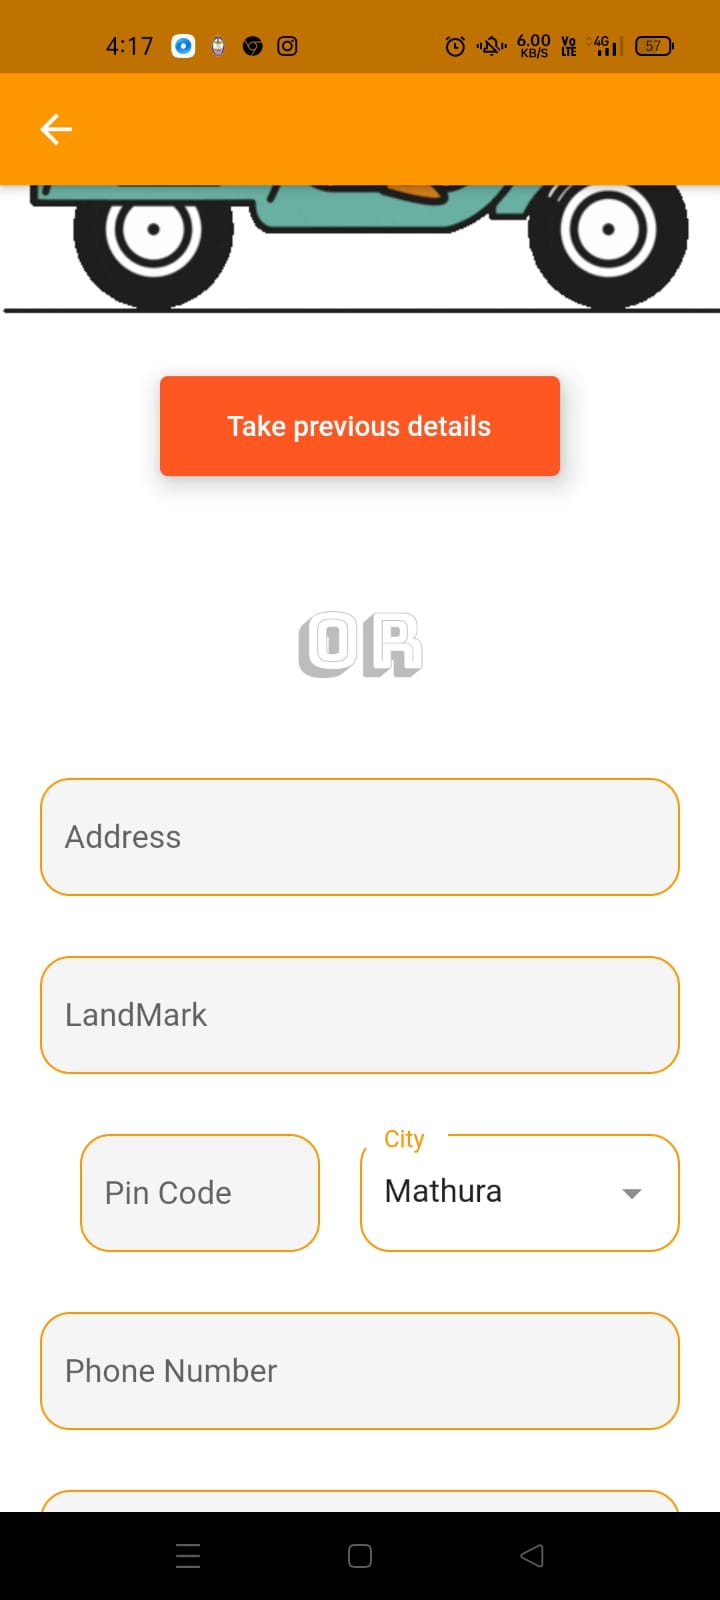 4:17 6.00 KB/S Vo LTE 4G 57
Take previous details
OR
Address
LandMark
City
Pin Code Mathura
Phone Number